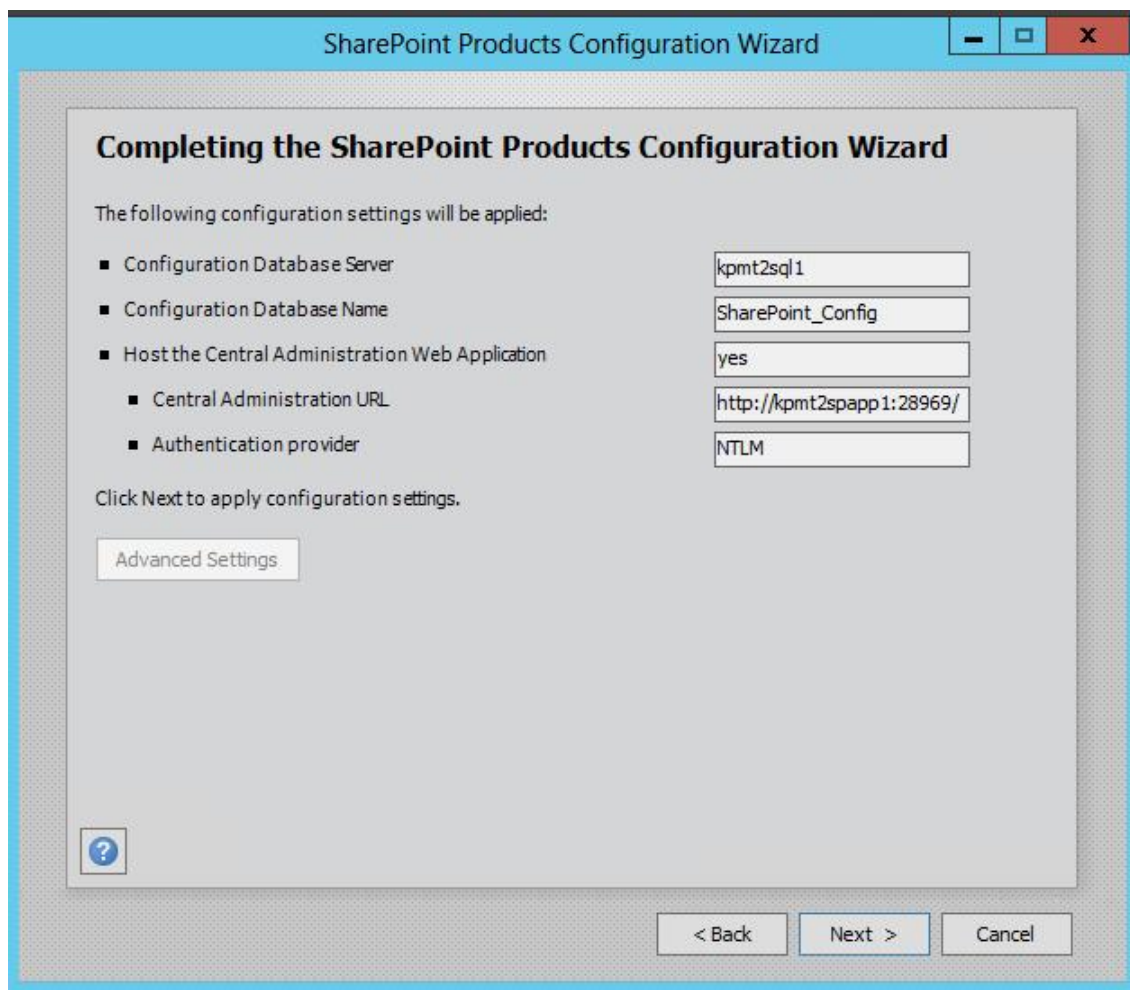 SharePoint Products Configuration Wizard
Completing the SharePoint Products Configuration Wizard
The following configuration settings will be applied:
Configuration Database Server
kpmt2sql1
Configuration Database Name
SharePoint_Config
Host the Central Administration Web Application
yes
Central Administration URL
http://kpmt2spapp1:28969/
Authentication provider
NTLM
Click Next to apply configuration settings.
Advanced Settings
?
< Back
Next >
Cancel